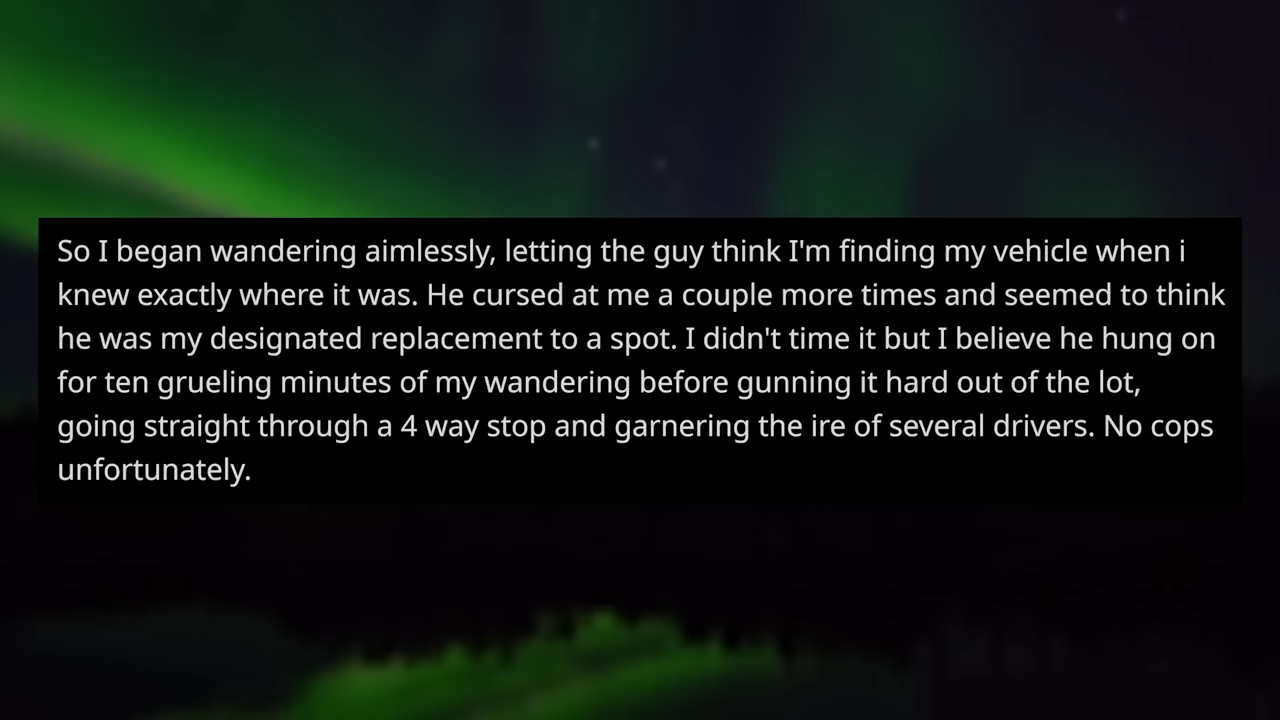 So I began wandering aimlessly, letting the guy think I'm finding my vehicle when i
knew exactly where it was. He cursed at me a couple more times and seemed to think
he was my designated replacement to a spot. I didn't time it but I believe he hung on
for ten grueling minutes of my wandering before gunning it hard out of the lot,
going straight through a 4 way stop and garnering the ire of several drivers. No cops
unfortunately.